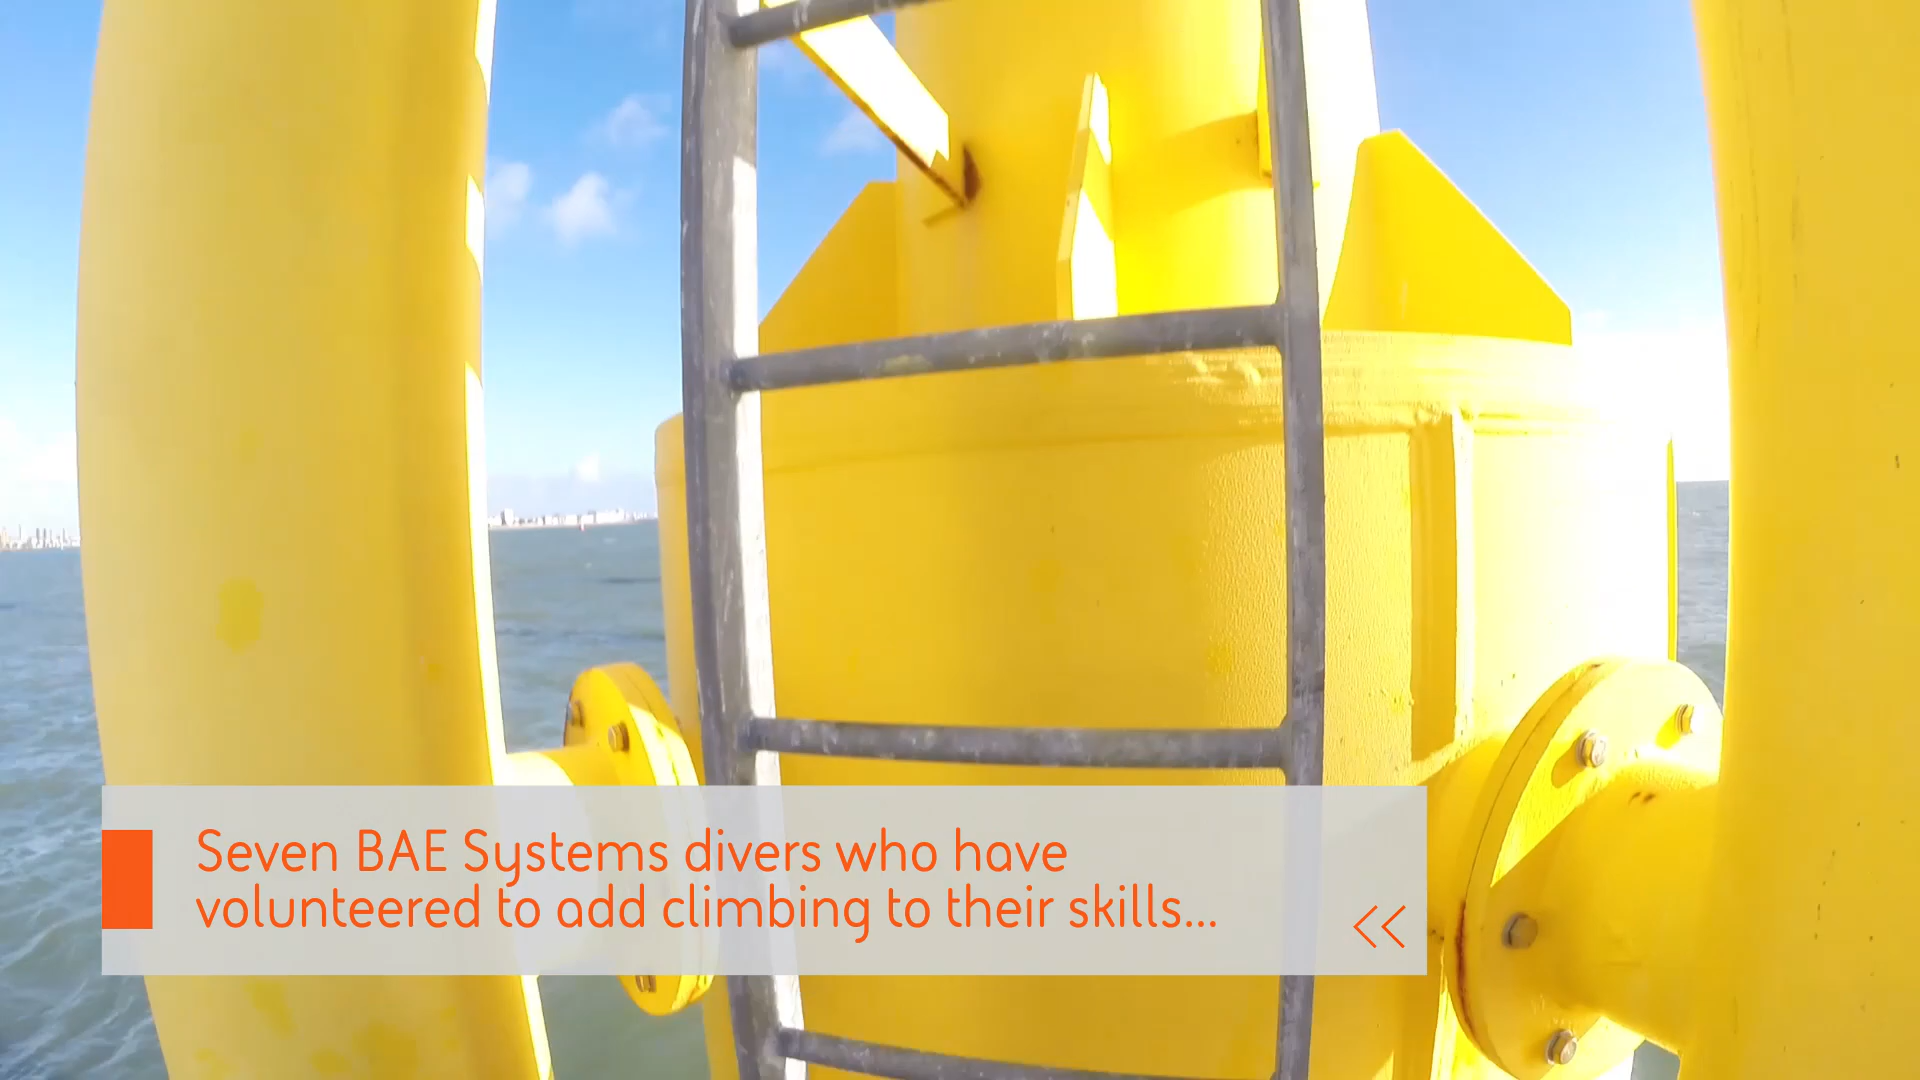 Seven BAE Systems divers who have
volunteered to add climbing to their skills...